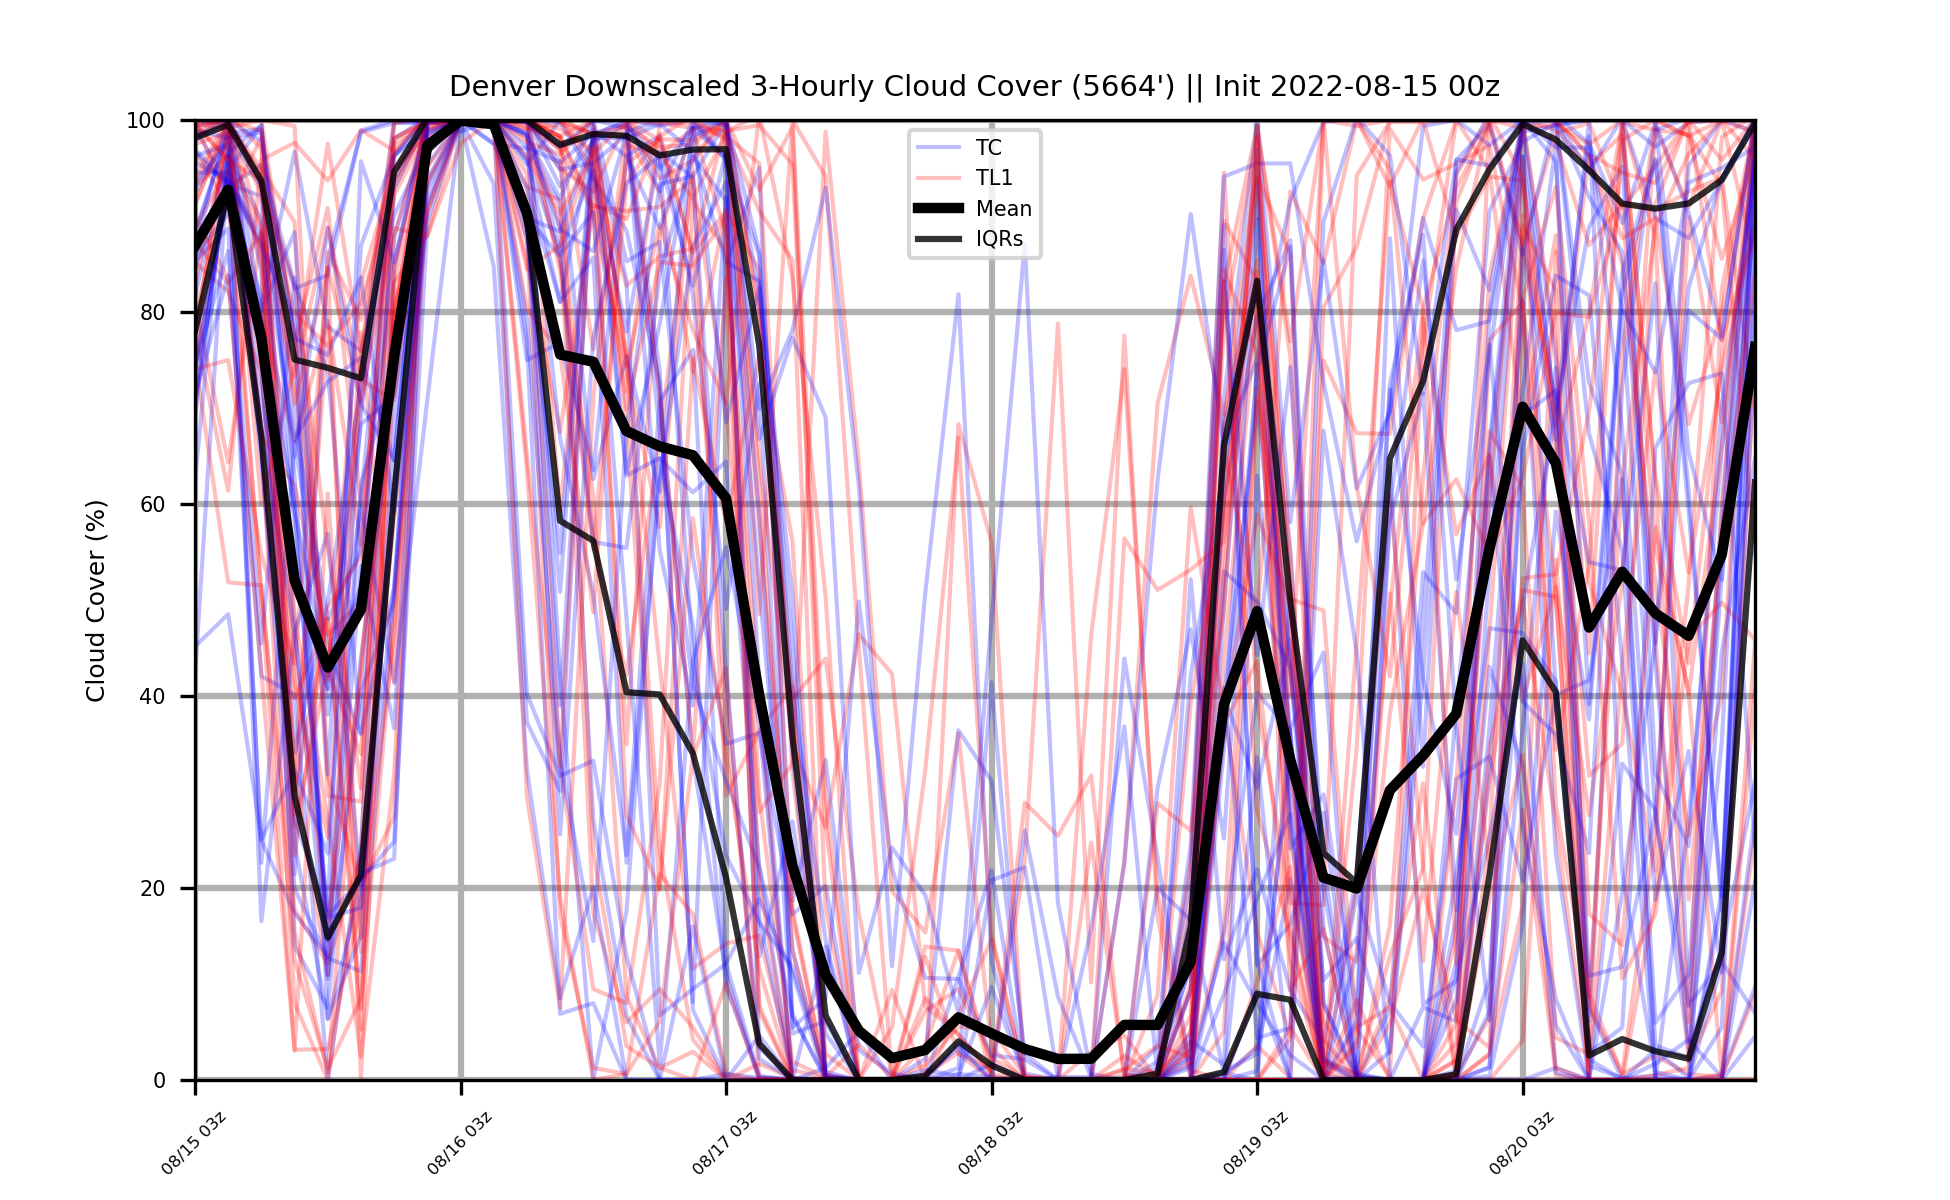 Denver Downscaled 3-Hourly Cloud Cover (5664') || Init 2022-08-15 00z
TC
TL1
Mean
IQRs
Cloud Cover (%)
100
80
60
40
20
0
08/15 03z
08/16 03z
08/17 03z
08/18 03z
08/19 03z
08/20 03z